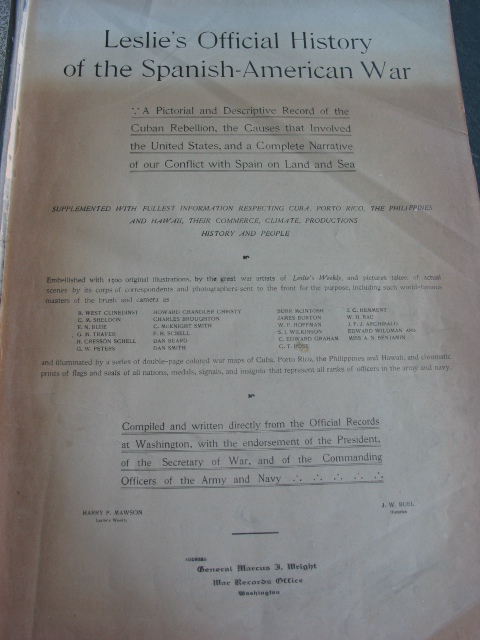 Leslie's Official History
of the Spanish-American War
∵ A Pictorial and Descriptive Record of the
Cuban Rebellion, the Causes that Involved
the United States, and a Complete Narrative
of our Conflict with Spain on Land and Sea
SUPPLEMENTED WITH FULLEST INFORMATION RESPECTING CUBA, PORTO RICO, THE PHILIPPINES
AND HAWAII, THEIR COMMERCE, CLIMATE, PRODUCTIONS
HISTORY AND PEOPLE
Embellished with 1500 original illustrations, by the great war artists of Leslie's Weekly, and pictures taken of actual
scenes by its corps of correspondents and photographers sent to the front for the purpose, including such world-famous
masters of the brush and camera as
B. WEST CLINEDINST HOWARD CHANDLER CHRISTY BURR McINTOSH J. C. HEMMENT
C. M. SHELDON CHARLES BROUGHTON JAMES BURTON W. H. RAU
E. N. BLUE C. McKNIGHT SMITH W. F. HOFFMAN J. F. J. ARCHIBALD
G. H. THAYER F. H. SCHELL S. I. WILKINSON EDWARD WILLMAN and
H. CRESSON SCHELL DAN BEARD C. EDWARD GRAHAM MISS A. N. BENJAMIN
G. W. PETERS DAN SMITH C. T.
and illuminated by a series of double-page colored war maps of Cuba, Porto Rico, the Philippines and Hawaii, and chromatic
prints of flags and seals of all nations, medals, signals, and insignia that represent all ranks of officers in the army and navy
Compiled and written directly from the Official Records
at Washington, with the endorsement of the President,
of the Secretary of War, and of the Commanding
Officers of the Army and Navy ∴ ∴ ∴ ∴ ∴
HARRY P. MAWSON J. W. BUEL
Leslie's Weekly
ADDRESS
General Marcus J. Wright
War Records Office
Washington